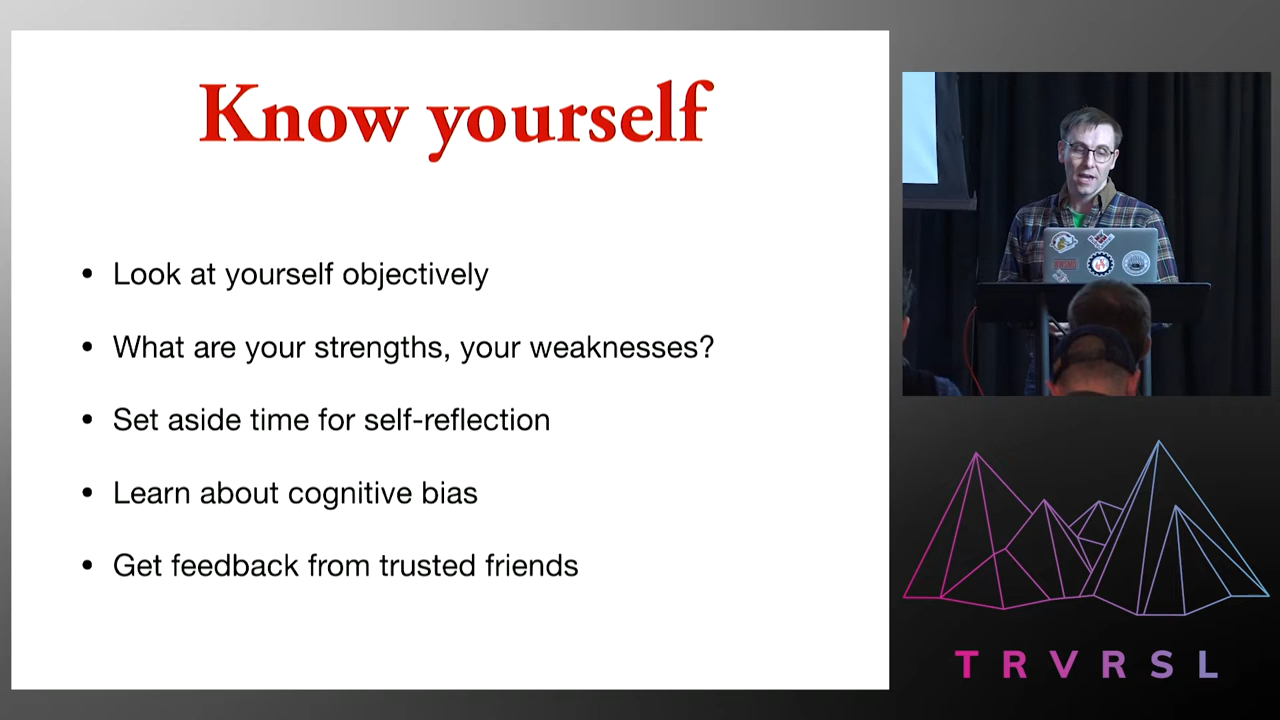 Know yourself
• Look at yourself objectively
• What are your strengths, your weaknesses?
• Set aside time for self-reflection
• Learn about cognitive bias
• Get feedback from trusted friends
TRVRSL